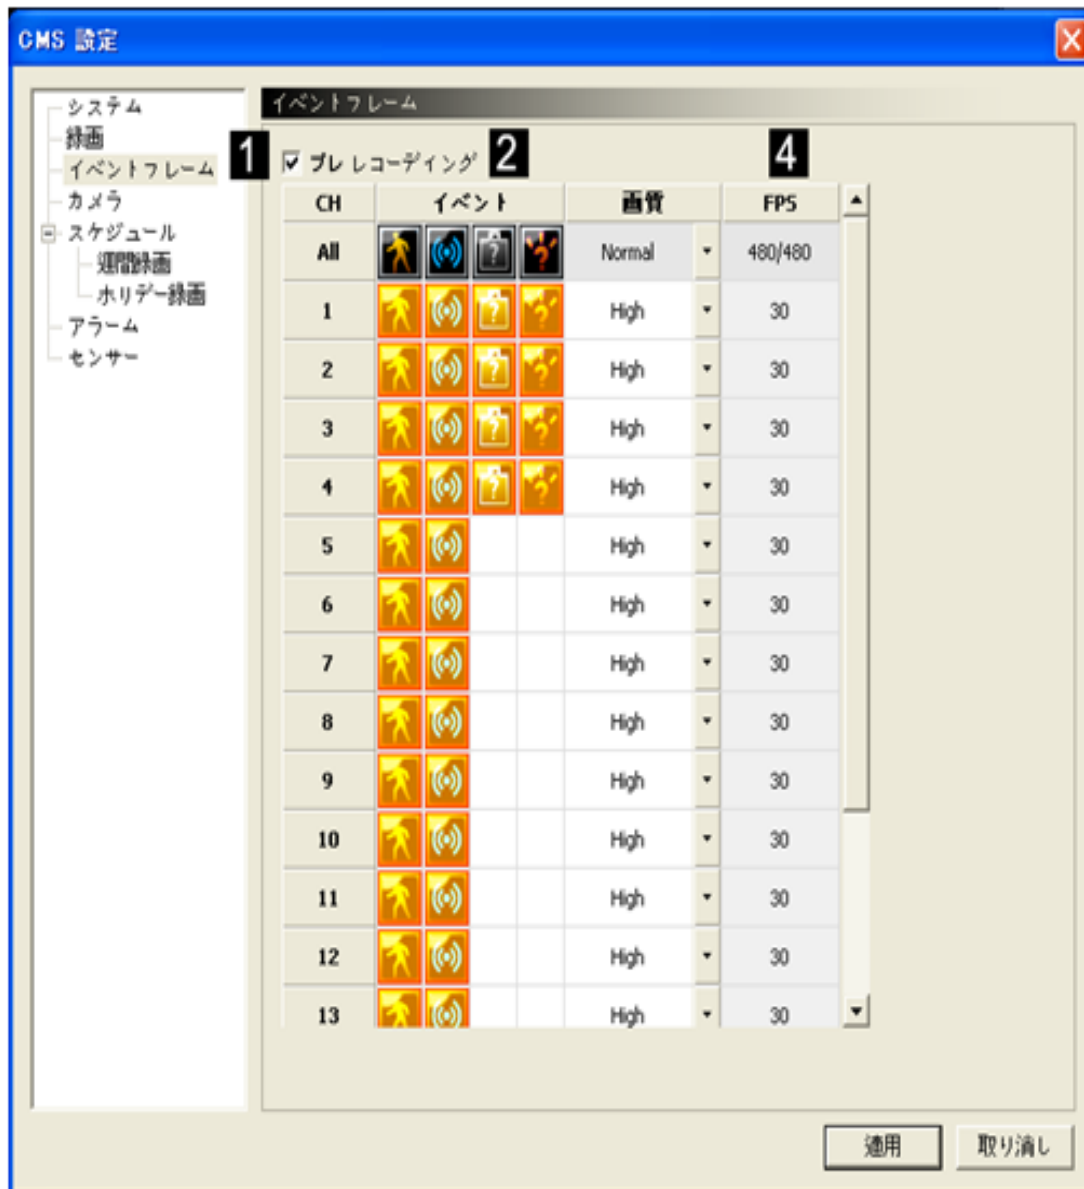 CMS 設定
システム
録画
イベントフレーム
カメラ
スケジュール
週間録画
ホリデー録画
アラーム
センサー
イベントフレーム
1 プレ レコーディング 2 4
CH イベント 画質 FPS
All ? ? Normal 480/480
1 ? ? High 30
2 ? ? High 30
3 ? ? High 30
4 ? ? High 30
5 High 30
6 High 30
7 High 30
8 High 30
9 High 30
10 High 30
11 High 30
12 High 30
13 High 30
適用 取り消し